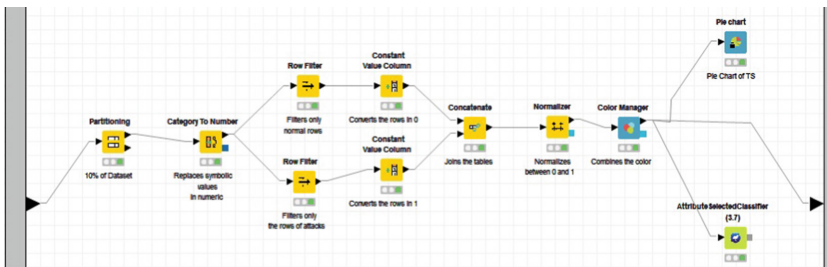 Pie chart
Pie Chart of TS
Row Filter
Filters only
normal rows
Constant
Value Column
Converts the rows in 0
Partitioning
10% of Dataset
Category To Number
Replaces symbolic
values
in numeric
Concatenate
Joins the tables
Normalizer
Normalizes
between 0 and 1
Color Manager
Combines the color
Row Filter
Filters only
the rows of attacks
Constant
Value Column
Converts the rows in 1
AttributeSelectedClassifier
(3.7)